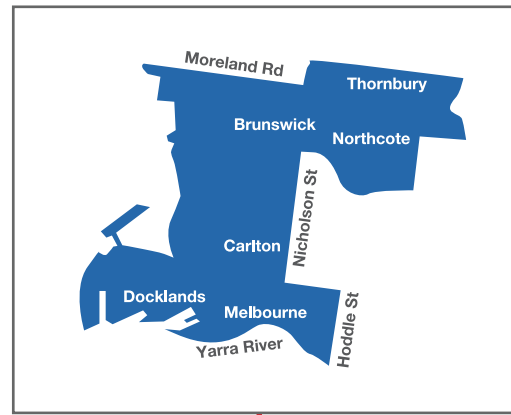 Moreland Rd
Thornbury
Brunswick
Northcote
Nicholson St
Carlton
Docklands
Melbourne
Hoddle St
Yarra River